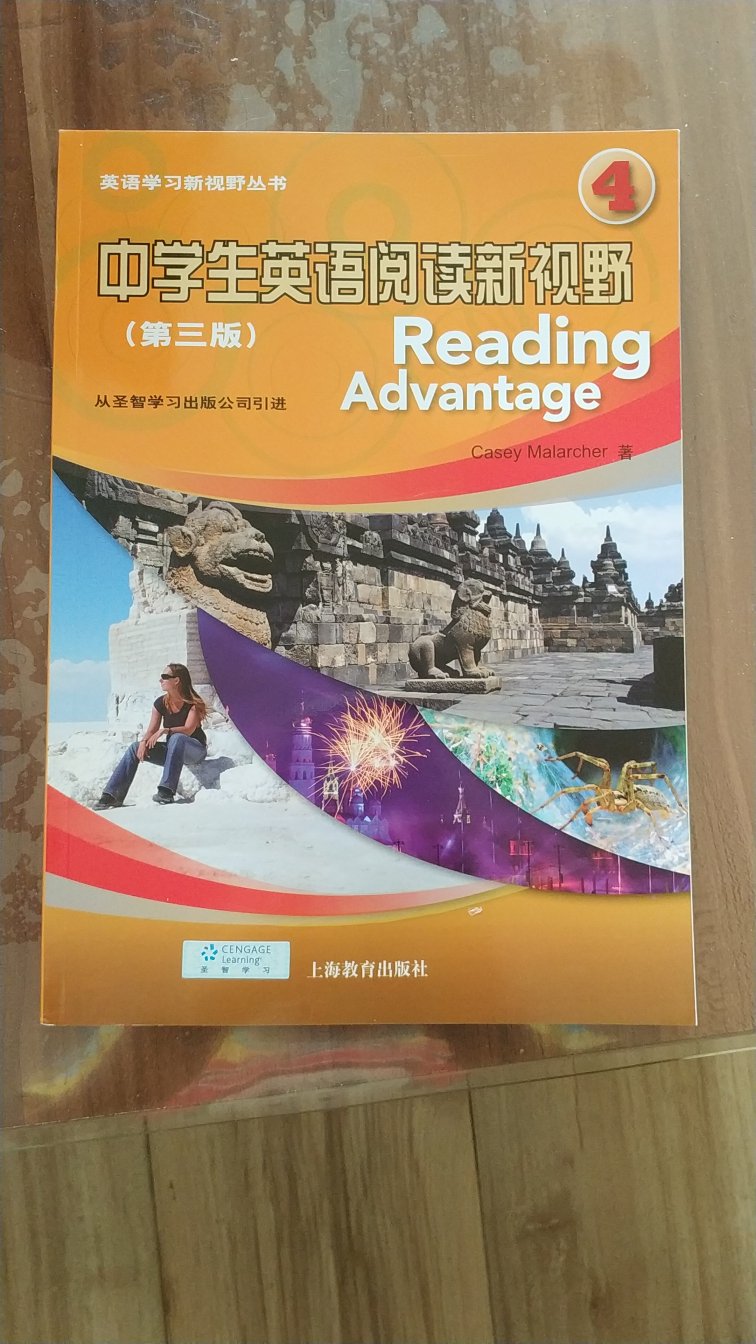 英语学习新视野丛书
4
中学生英语阅读新视野
（第三版）
Reading
Advantage
从圣智学习出版公司引进
Casey Malarcher 著
CENGAGE
Learning
圣智学习
上海教育出版社